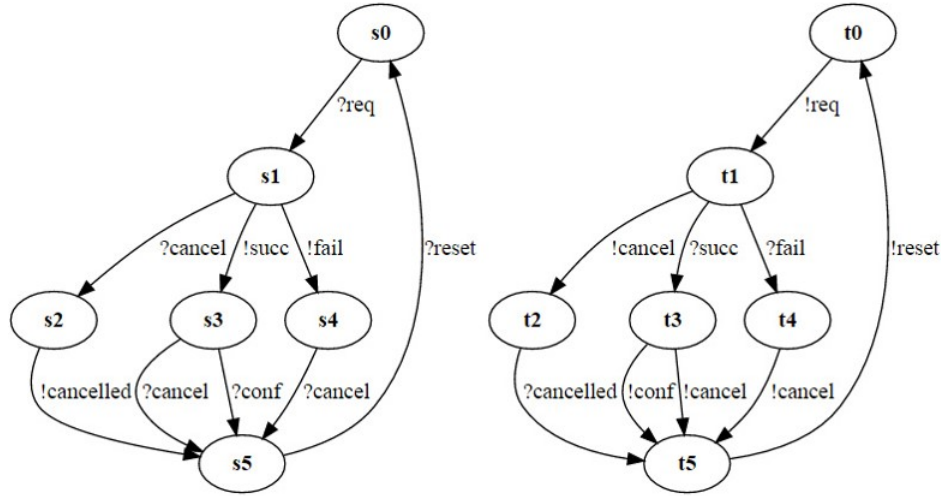 s0 t0
?req !req
s1 t1
?cancel !succ !fail ?reset !cancel ?succ ?fail !reset
s2 s3 s4 t2 t3 t4
!cancelled ?cancel ?conf ?cancel ?cancelled !conf !cancel !cancel
s5 t5